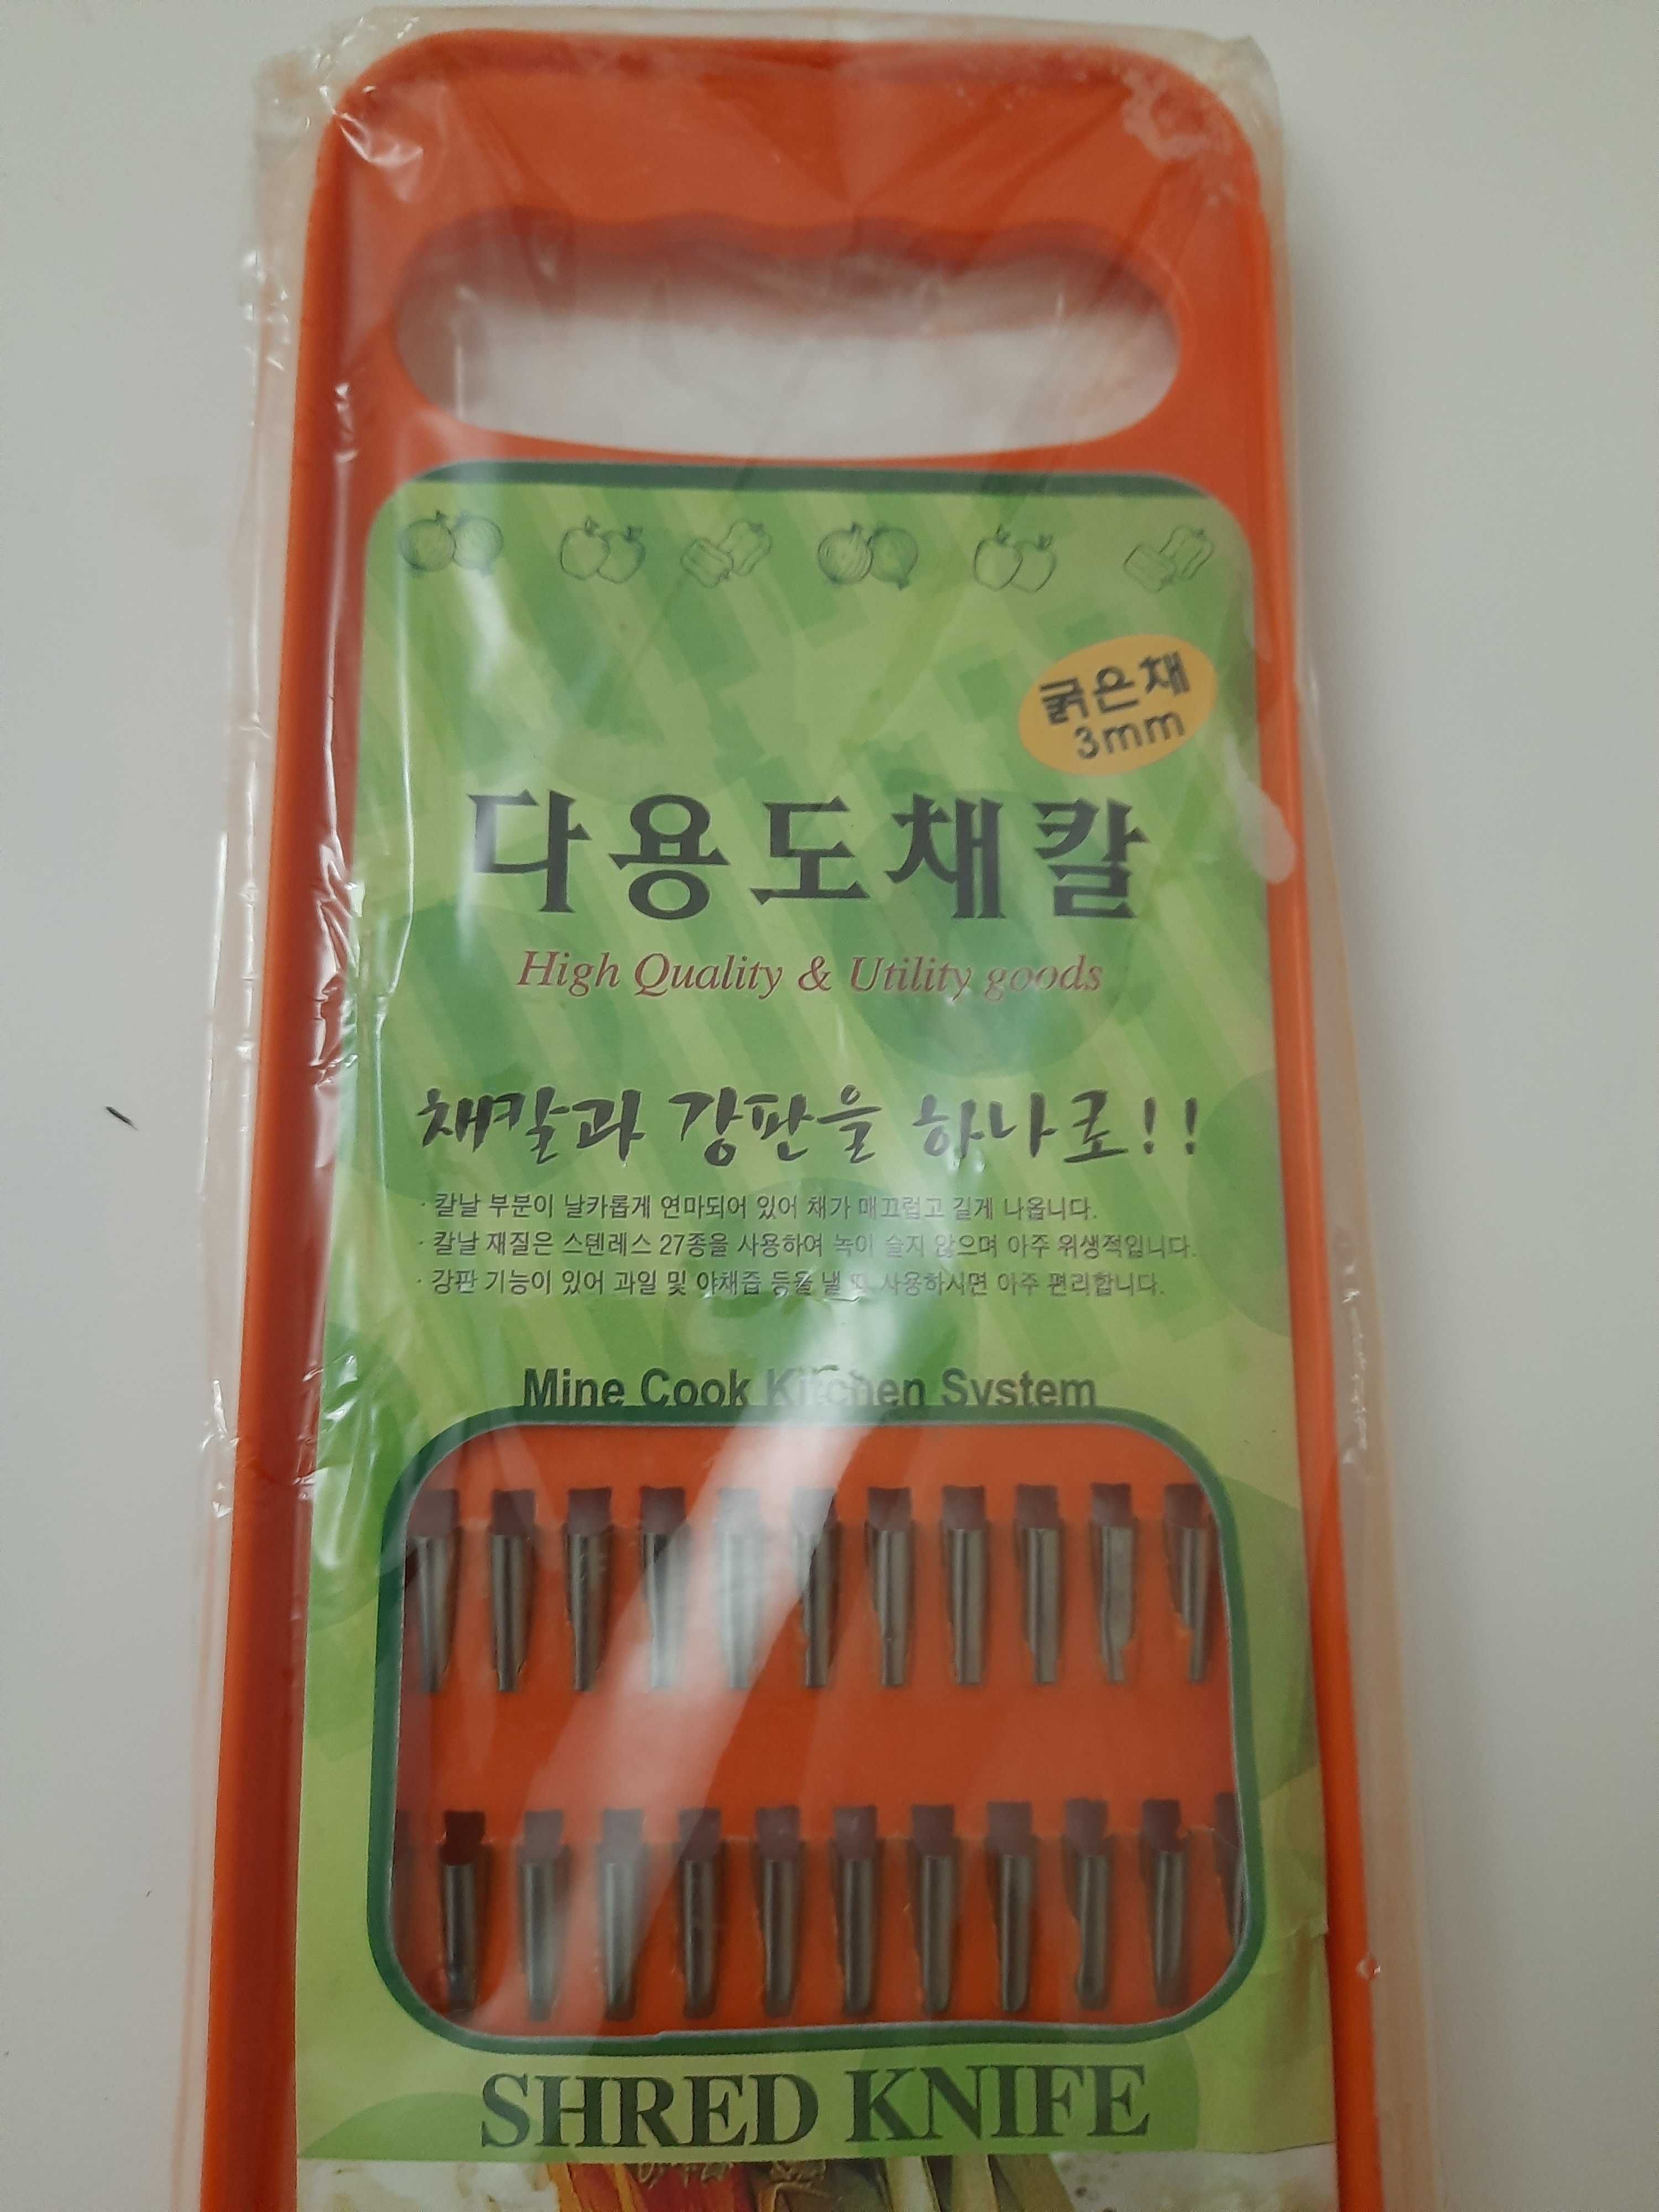 굵은채
3mm
다용도채칼
High Quality & Utility goods
채칼과 강판을 하나로!!
· 칼날 부분이 날카롭게 연마되어 있어 채가 매끄럽고 길게 나옵니다.
· 칼날 재질은 스텐레스 27종을 사용하여 녹이 슬지 않으며 아주 위생적입니다.
· 강판 기능이 있어 과일 및 야채즙 등을 낼 때 사용하시면 아주 편리합니다.
Mine Cook Kitchen System
SHRED KNIFE